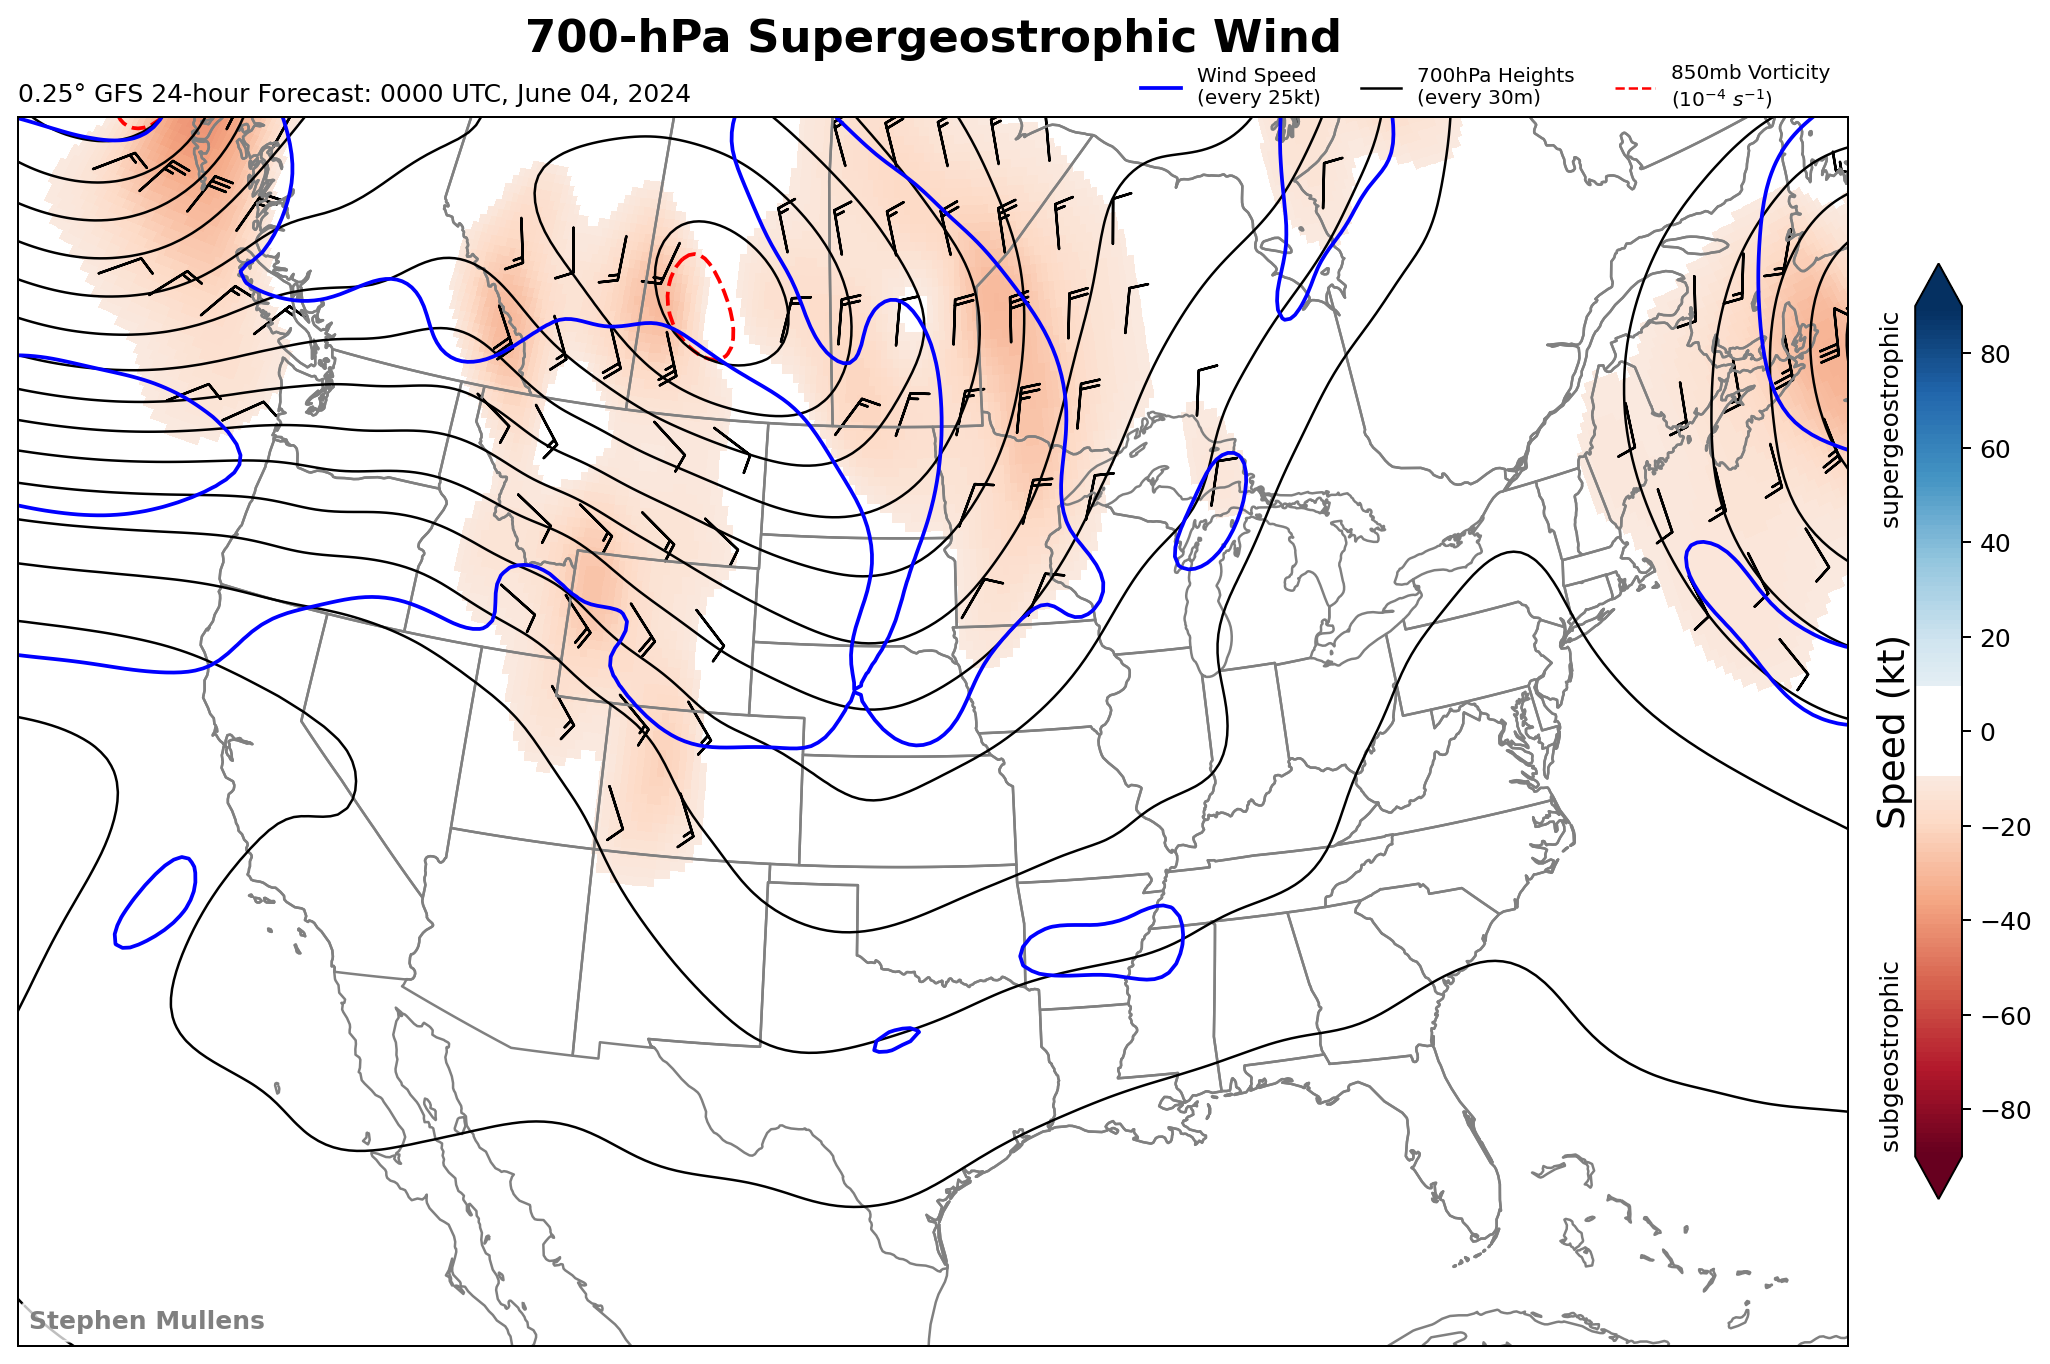 700-hPa Supergeostrophic Wind
0.25° GFS 24-hour Forecast: 0000 UTC, June 04, 2024
Wind Speed
(every 25kt)
700hPa Heights
(every 30m)
850mb Vorticity
(10⁻⁴ s⁻¹)
supergeostrophic
Speed (kt)
subgeostrophic
80
60
40
20
0
−20
−40
−60
−80
Stephen Mullens